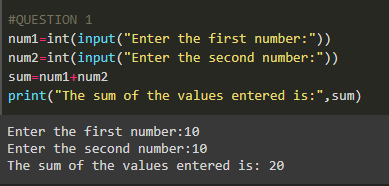 #QUESTION 1
num1=int(input("Enter the first number:"))
num2=int(input("Enter the second number:"))
sum=num1+num2
print("The sum of the values entered is:",sum)
Enter the first number:10
Enter the second number:10
The sum of the values entered is: 20